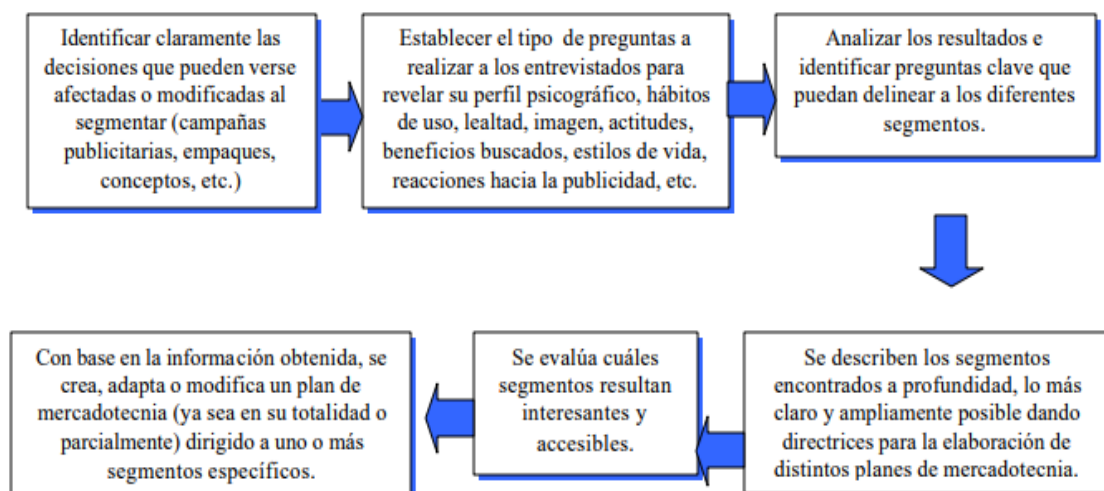 Identificar claramente las
decisiones que pueden verse
afectadas o modificadas al
segmentar (campañas
publicitarias, empaques,
conceptos, etc.)
Establecer el tipo de preguntas a
realizar a los entrevistados para
revelar su perfil psicográfico, hábitos
de uso, lealtad, imagen, actitudes,
beneficios buscados, estilos de vida,
reacciones hacia la publicidad, etc.
Analizar los resultados e
identificar preguntas clave que
puedan delinear a los diferentes
segmentos.
Se describen los segmentos
encontrados a profundidad, lo más
claro y ampliamente posible dando
directrices para la elaboración de
distintos planes de mercadotecnia.
Se evalúa cuáles
segmentos resultan
interesantes y
accesibles.
Con base en la información obtenida, se
crea, adapta o modifica un plan de
mercadotecnia (ya sea en su totalidad o
parcialmente) dirigido a uno o más
segmentos específicos.